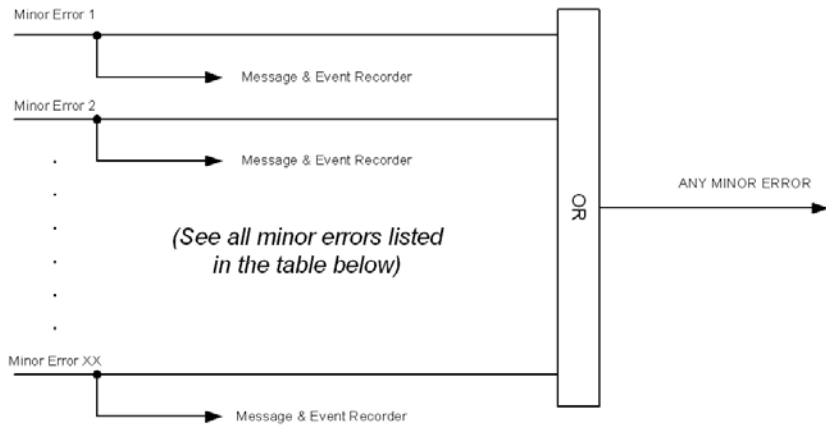 Minor Error 1
Message & Event Recorder
Minor Error 2
Message & Event Recorder
ANY MINOR ERROR
OR
(See all minor errors listed
in the table below)
Minor Error XX
Message & Event Recorder